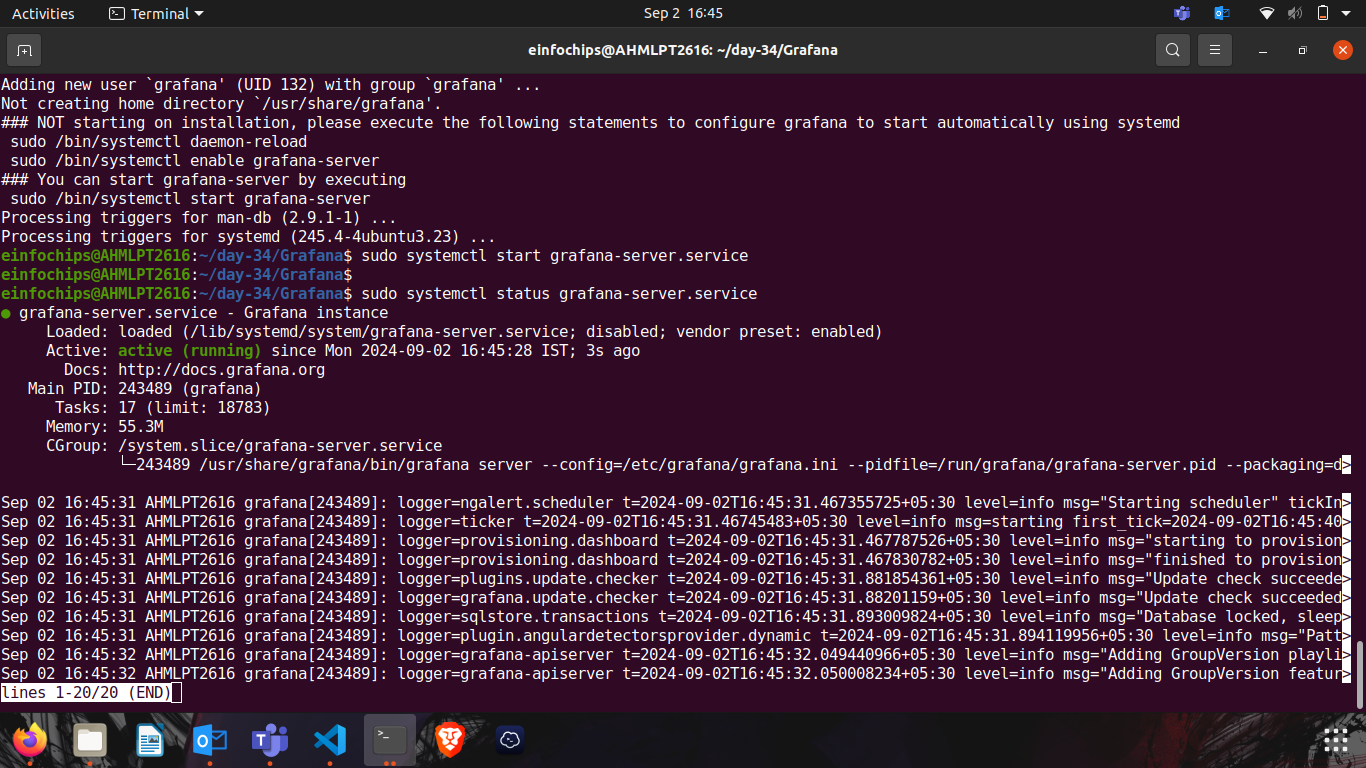 Activities
Terminal
Sep 2 16:45
einfochips@AHMLPT2616: ~/day-34/Grafana
Adding new user `grafana' (UID 132) with group `grafana' ...
Not creating home directory `/usr/share/grafana'.
### NOT starting on installation, please execute the following statements to configure grafana to start automatically using systemd
 sudo /bin/systemctl daemon-reload
 sudo /bin/systemctl enable grafana-server
### You can start grafana-server by executing
 sudo /bin/systemctl start grafana-server
Processing triggers for man-db (2.9.1-1) ...
Processing triggers for systemd (245.4-4ubuntu3.23) ...
einfochips@AHMLPT2616:~/day-34/Grafana$ sudo systemctl start grafana-server.service
einfochips@AHMLPT2616:~/day-34/Grafana$
einfochips@AHMLPT2616:~/day-34/Grafana$ sudo systemctl status grafana-server.service
● grafana-server.service - Grafana instance
     Loaded: loaded (/lib/systemd/system/grafana-server.service; disabled; vendor preset: enabled)
     Active: active (running) since Mon 2024-09-02 16:45:28 IST; 3s ago
       Docs: http://docs.grafana.org
   Main PID: 243489 (grafana)
      Tasks: 17 (limit: 18783)
     Memory: 55.3M
     CGroup: /system.slice/grafana-server.service
             └─243489 /usr/share/grafana/bin/grafana server --config=/etc/grafana/grafana.ini --pidfile=/run/grafana/grafana-server.pid --packaging=d>
Sep 02 16:45:31 AHMLPT2616 grafana[243489]: logger=ngalert.scheduler t=2024-09-02T16:45:31.467355725+05:30 level=info msg="Starting scheduler" tickIn>
Sep 02 16:45:31 AHMLPT2616 grafana[243489]: logger=ticker t=2024-09-02T16:45:31.46745483+05:30 level=info msg=starting first_tick=2024-09-02T16:45:40>
Sep 02 16:45:31 AHMLPT2616 grafana[243489]: logger=provisioning.dashboard t=2024-09-02T16:45:31.467787526+05:30 level=info msg="starting to provision>
Sep 02 16:45:31 AHMLPT2616 grafana[243489]: logger=provisioning.dashboard t=2024-09-02T16:45:31.467830782+05:30 level=info msg="finished to provision>
Sep 02 16:45:31 AHMLPT2616 grafana[243489]: logger=plugins.update.checker t=2024-09-02T16:45:31.881854361+05:30 level=info msg="Update check succeede>
Sep 02 16:45:31 AHMLPT2616 grafana[243489]: logger=grafana.update.checker t=2024-09-02T16:45:31.88201159+05:30 level=info msg="Update check succeeded>
Sep 02 16:45:31 AHMLPT2616 grafana[243489]: logger=sqlstore.transactions t=2024-09-02T16:45:31.893009824+05:30 level=info msg="Database locked, sleep>
Sep 02 16:45:31 AHMLPT2616 grafana[243489]: logger=plugin.angulardetectorsprovider.dynamic t=2024-09-02T16:45:31.894119956+05:30 level=info msg="Patt>
Sep 02 16:45:32 AHMLPT2616 grafana[243489]: logger=grafana-apiserver t=2024-09-02T16:45:32.049440966+05:30 level=info msg="Adding GroupVersion playli>
Sep 02 16:45:32 AHMLPT2616 grafana[243489]: logger=grafana-apiserver t=2024-09-02T16:45:32.050008234+05:30 level=info msg="Adding GroupVersion featur>
lines 1-20/20 (END)